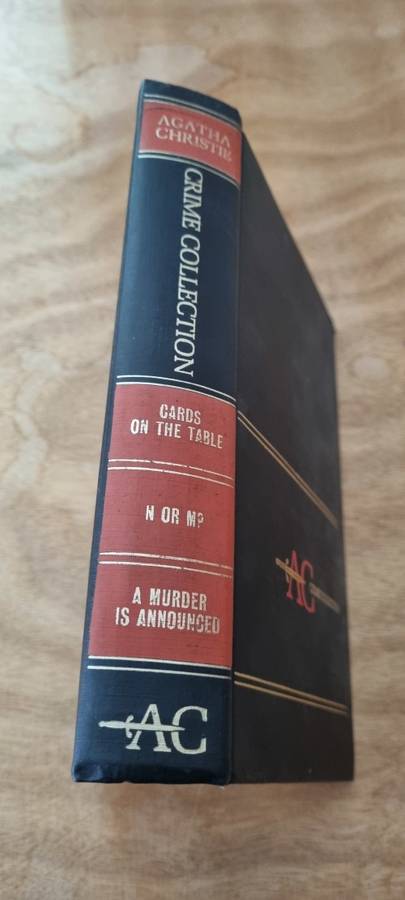 AGATHA
CHRISTIE
CRIME COLLECTION
CARDS
ON THE TABLE
N OR M?
A MURDER
IS ANNOUNCED
AC
AC